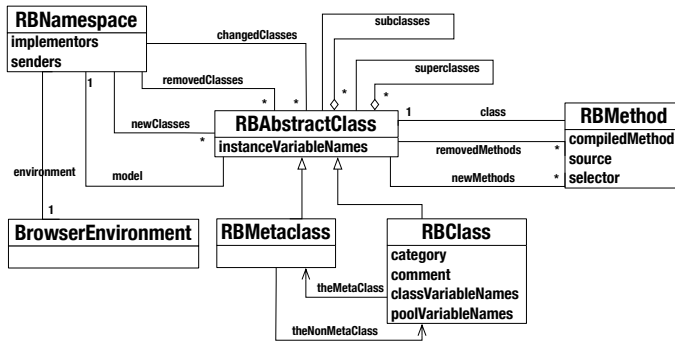 RBNamespace
implementors
senders
changedClasses
subclasses
superclasses
removedClasses
1
*
*
*
*
newClasses
*
RBAbstractClass
instanceVariableNames
1
class
RBMethod
compiledMethod
source
selector
removedMethods
*
newMethods
*
environment
model
1
BrowserEnvironment
RBMetaclass
RBClass
category
comment
classVariableNames
poolVariableNames
theMetaClass
theNonMetaClass